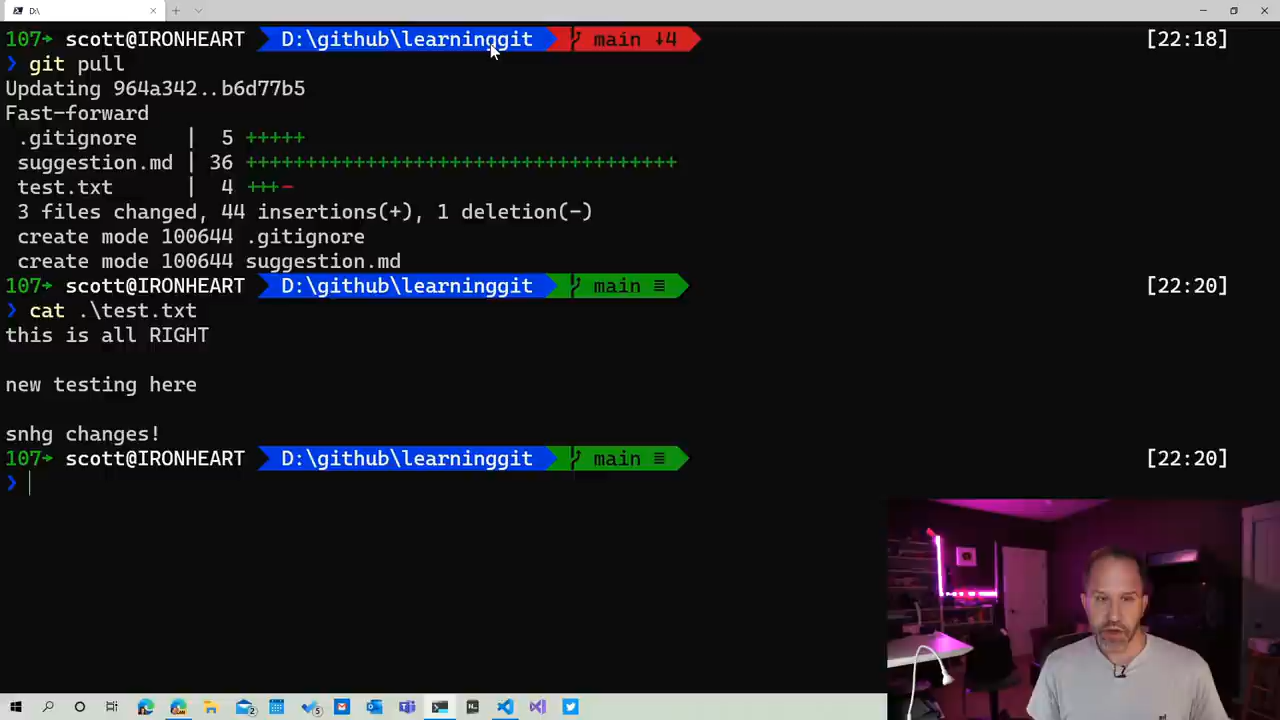 D:\
107→ scott@IRONHEART D:\github\learninggit main ↓4 [22:18]
❯ git pull
Updating 964a342..b6d77b5
Fast-forward
.gitignore | 5 +++++
suggestion.md | 36 ++++++++++++++++++++++++++++++++++++
test.txt | 4 +++-
3 files changed, 44 insertions(+), 1 deletion(-)
create mode 100644 .gitignore
create mode 100644 suggestion.md
107→ scott@IRONHEART D:\github\learninggit main ≡ [22:20]
❯ cat .\test.txt
this is all RIGHT
new testing here
snhg changes!
107→ scott@IRONHEART D:\github\learninggit main ≡ [22:20]
❯